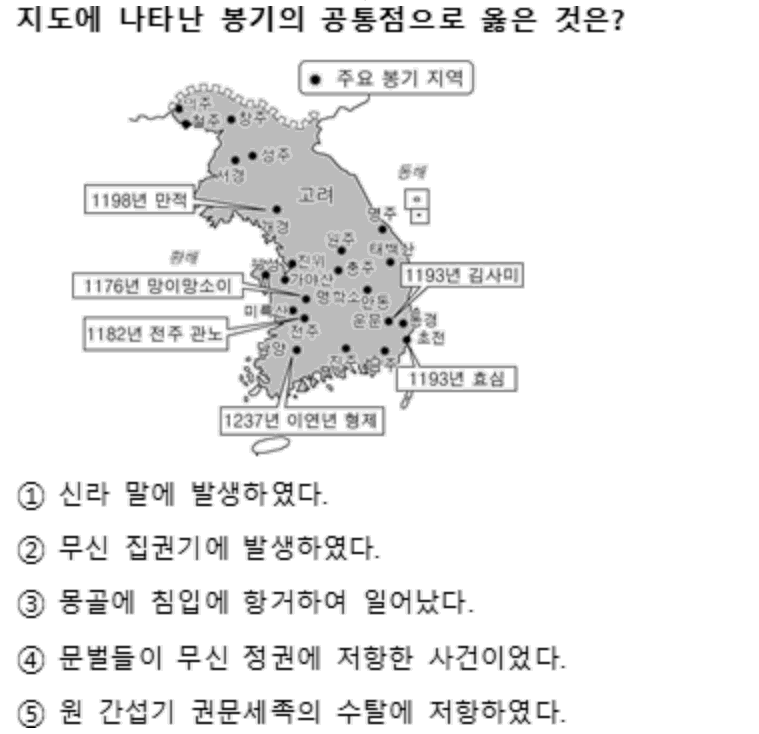 지도에 나타난 봉기의 공통점으로 옳은 것은?
● 주요 봉기 지역
의주
철주
창주
성주
서경
동해
1198년 만적
고려
명주
개경
원주
태백산
황해
진위
충주
가야산
1193년 김사미
1176년 망이망소이
명학소
안동
미륵산
운문
동경
1182년 전주 관노
전주
초전
담양
진주
1193년 효심
1237년 이연년 형제
① 신라 말에 발생하였다.
② 무신 집권기에 발생하였다.
③ 몽골에 침입에 항거하여 일어났다.
④ 문벌들이 무신 정권에 저항한 사건이었다.
⑤ 원 간섭기 권문세족의 수탈에 저항하였다.